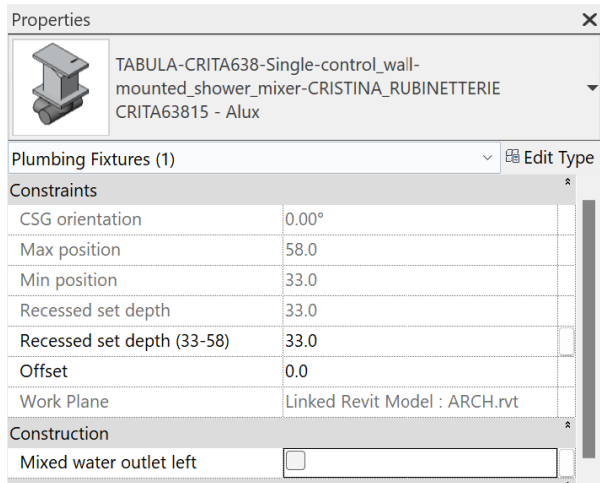 Properties
TABULA-CRITA638-Single-control_wall-
mounted_shower_mixer-CRISTINA_RUBINETTERIE
CRITA63815 - Alux
Plumbing Fixtures (1)
Edit Type
Constraints
CSG orientation 0.00°
Max position 58.0
Min position 33.0
Recessed set depth 33.0
Recessed set depth (33-58) 33.0
Offset 0.0
Work Plane Linked Revit Model : ARCH.rvt
Construction
Mixed water outlet left